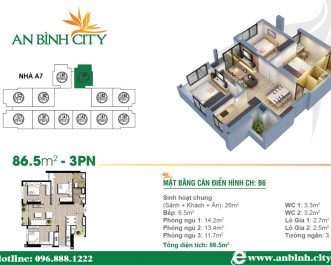 AN BÌNH CITY
NHÀ A7
86.5m² - 3PN
MẶT BẰNG CĂN ĐIỂN HÌNH CH: B6
Sinh hoạt chung
(Sảnh + Khách + Ăn): 26m²
Bếp: 6.5m²
Phòng ngủ 1: 14.2m²
Phòng ngủ 2: 13.4m²
Phòng ngủ 3: 11.7m²
Tổng diện tích: 86.5m²
WC 1: 3.3m²
WC 2: 3.2m²
Lô Gia 1: 2.7m²
Lô Gia 2: 2.5m²
Tường ngăn: 3.
Hotline: 096.888.1222
www.anbinh.city